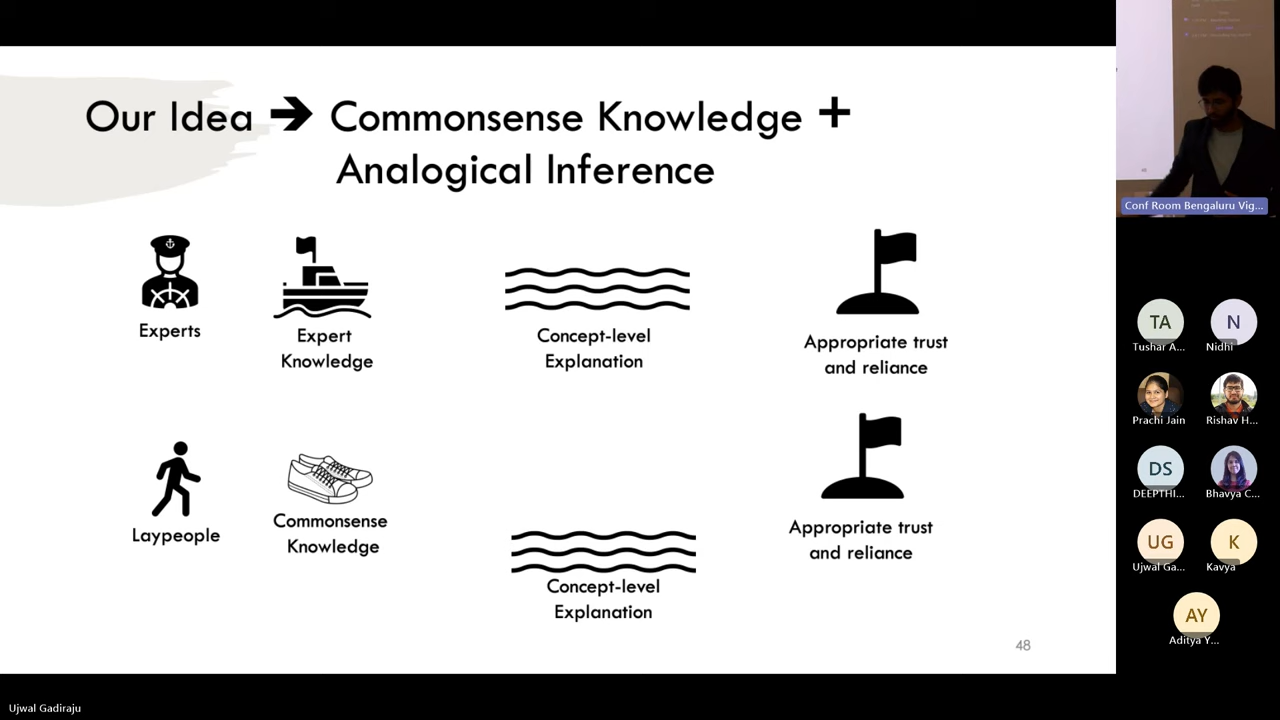 Our Idea → Commonsense Knowledge +
Analogical Inference
Experts
Expert
Knowledge
Concept-level
Explanation
Appropriate trust
and reliance
Laypeople
Commonsense
Knowledge
Concept-level
Explanation
Appropriate trust
and reliance
48
Conf Room Bengaluru Vig...
TA
Tushar A...
N
Nidhi
Prachi Jain
Rishav H...
DS
DEEPTHI...
Bhavya C...
UG
Ujwal Ga...
K
Kavya
AY
Aditya Y...
Ujwal Gadiraju